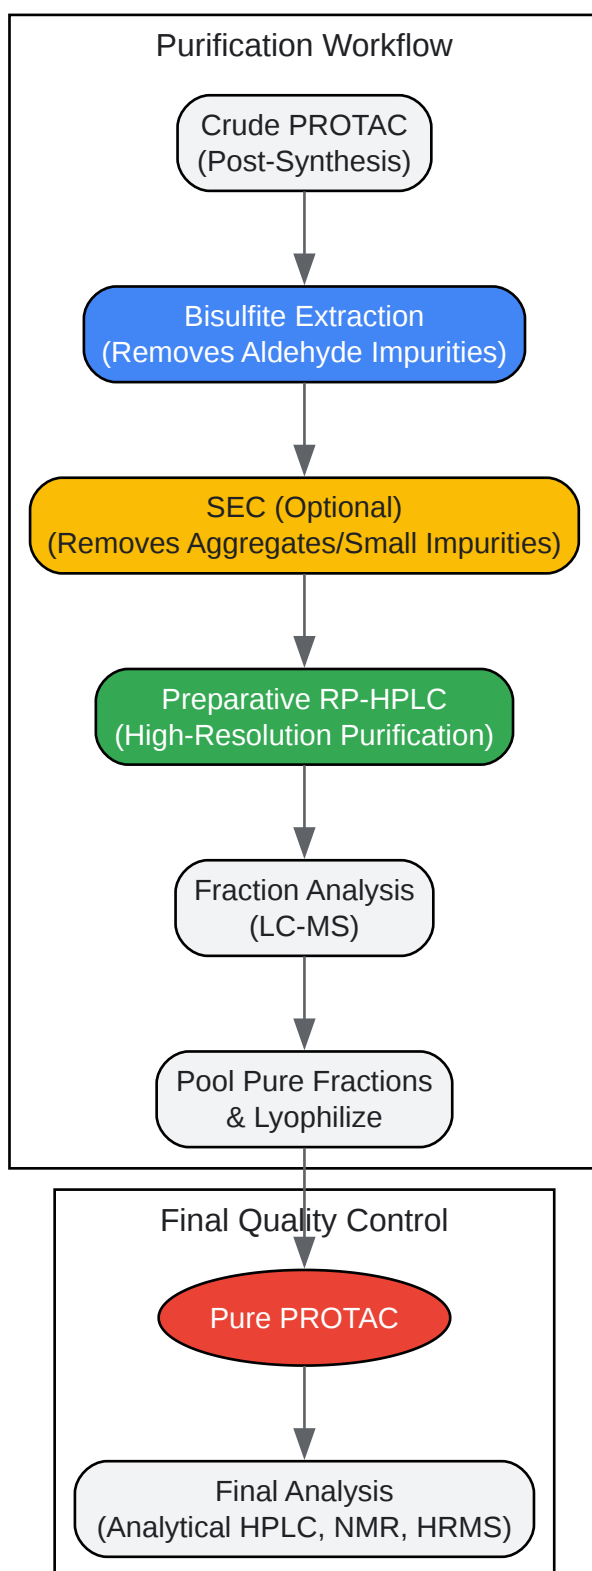 Purification Workflow
Crude PROTAC
(Post-Synthesis)
Bisulfite Extraction
(Removes Aldehyde Impurities)
SEC (Optional)
(Removes Aggregates/Small Impurities)
Preparative RP-HPLC
(High-Resolution Purification)
Fraction Analysis
(LC-MS)
Pool Pure Fractions
& Lyophilize
Final Quality Control
Pure PROTAC
Final Analysis
(Analytical HPLC, NMR, HRMS)